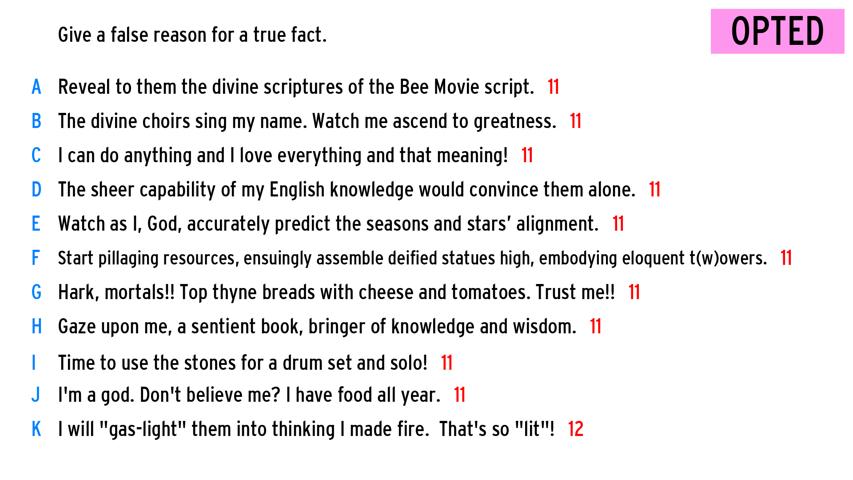 Give a false reason for a true fact.
OPTED
A Reveal to them the divine scriptures of the Bee Movie script. 11
B The divine choirs sing my name. Watch me ascend to greatness. 11
C I can do anything and I love everything and that meaning! 11
D The sheer capability of my English knowledge would convince them alone. 11
E Watch as I, God, accurately predict the seasons and stars’ alignment. 11
F Start pillaging resources, ensuingly assemble deified statues high, embodying eloquent t(w)owers. 11
G Hark, mortals!! Top thyne breads with cheese and tomatoes. Trust me!! 11
H Gaze upon me, a sentient book, bringer of knowledge and wisdom. 11
I Time to use the stones for a drum set and solo! 11
J I'm a god. Don't believe me? I have food all year. 11
K I will "gas-light" them into thinking I made fire.  That's so "lit"! 12